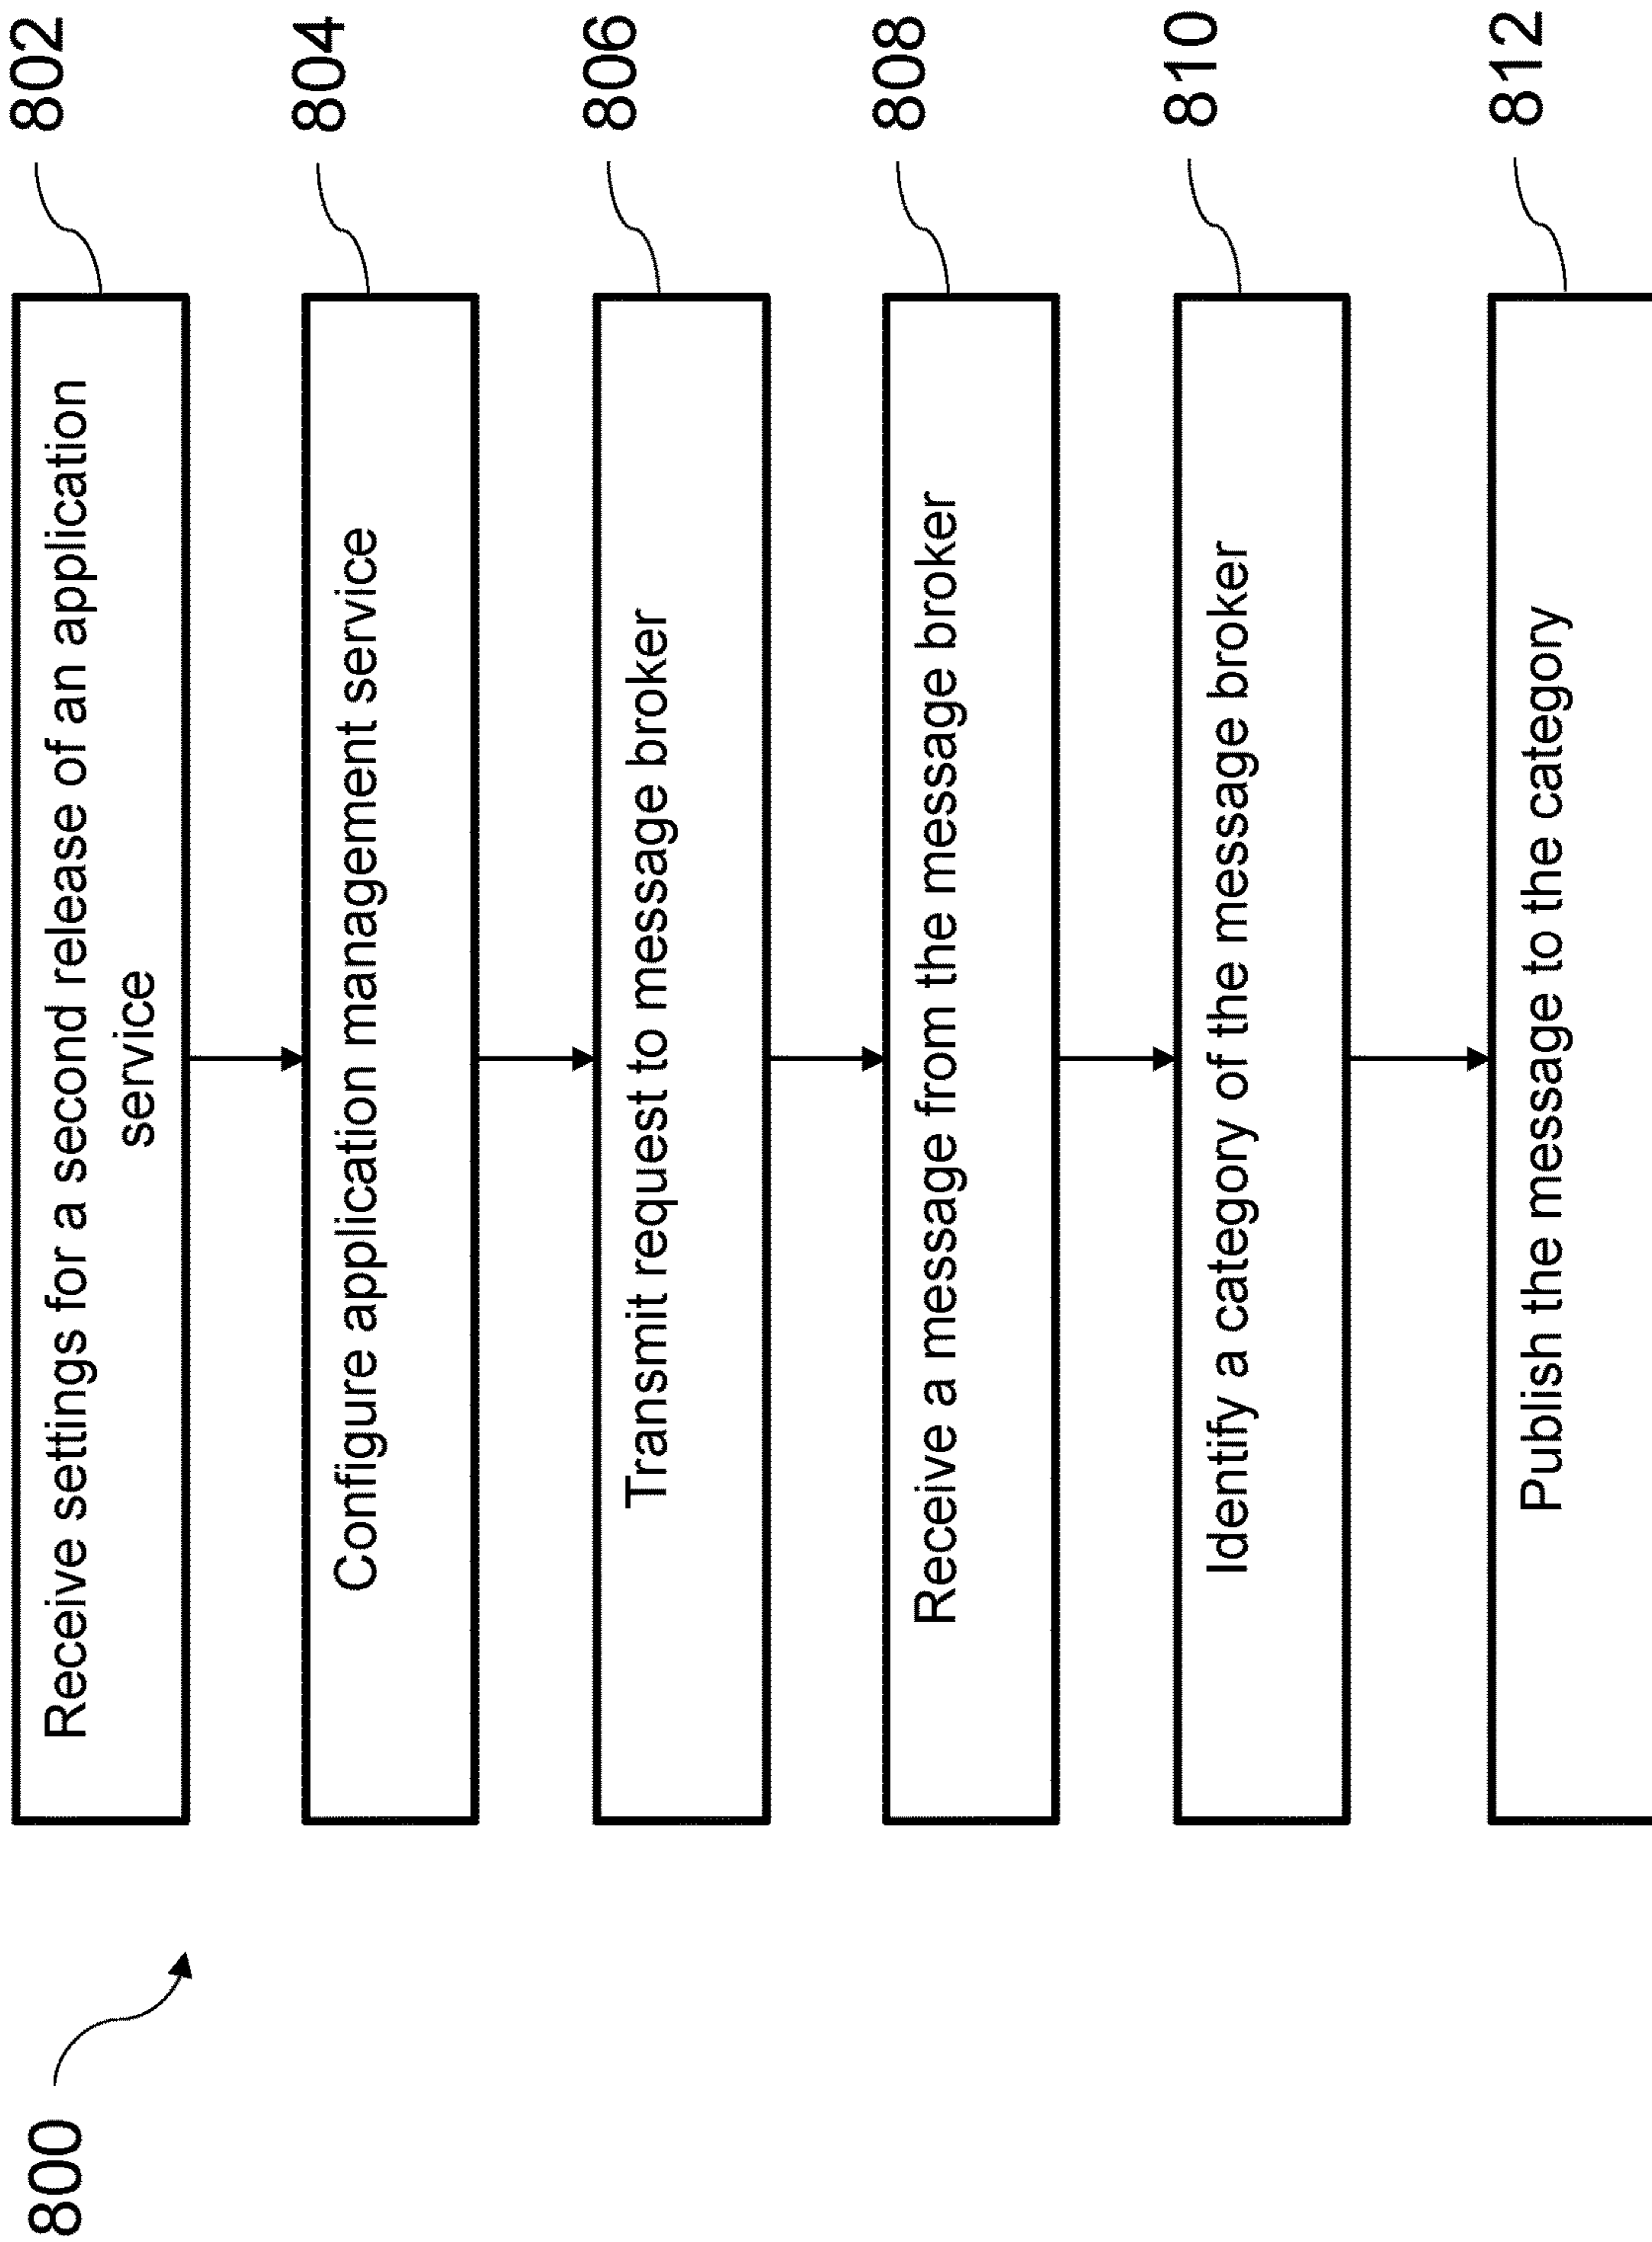 800
Receive settings for a second release of an application
service
802
Configure application management service
804
Transmit request to message broker
806
Receive a message from the message broker
808
Identify a category of the message broker
810
Publish the message to the category
812